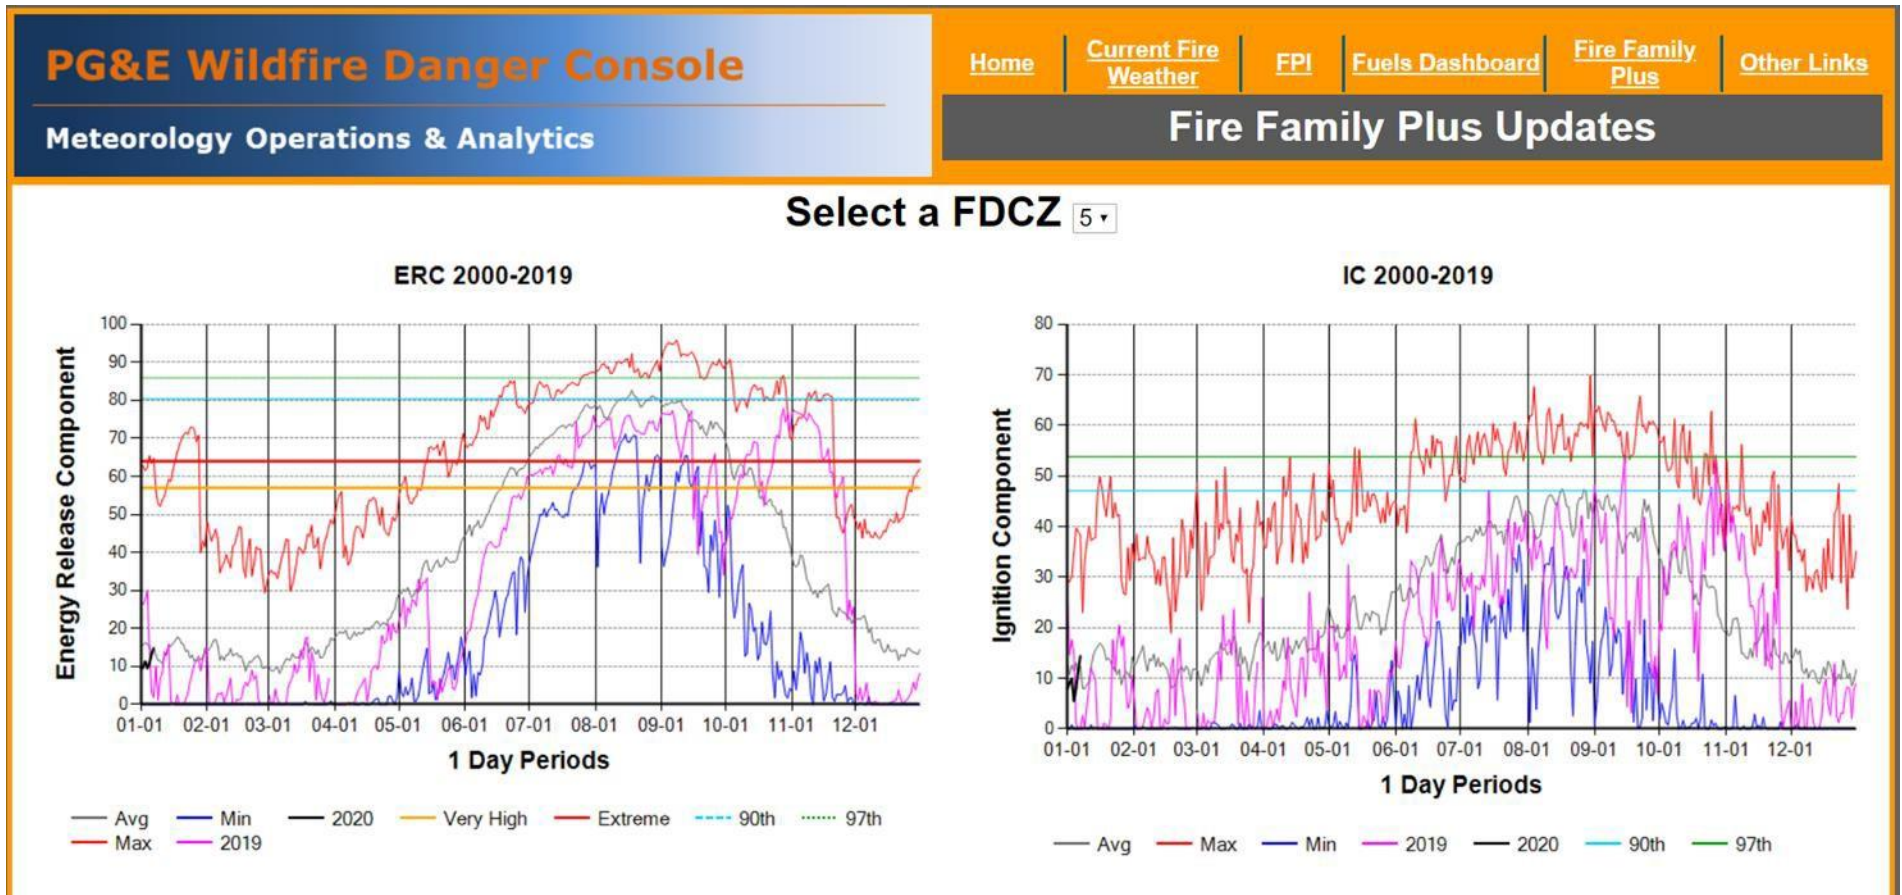 PG&E Wildfire Danger Console
Meteorology Operations & Analytics
Home
Current Fire
Weather
FPI
Fuels Dashboard
Fire Family
Plus
Other Links
Fire Family Plus Updates
Select a FDCZ 5
ERC 2000-2019
Energy Release Component
100
90
80
70
60
50
40
30
20
10
0
01-01 02-01 03-01 04-01 05-01 06-01 07-01 08-01 09-01 10-01 11-01 12-01
1 Day Periods
Avg Min 2020 Very High Extreme 90th 97th
Max 2019
IC 2000-2019
Ignition Component
80
70
60
50
40
30
20
10
0
01-01 02-01 03-01 04-01 05-01 06-01 07-01 08-01 09-01 10-01 11-01 12-01
1 Day Periods
Avg Max Min 2019 2020 90th 97th